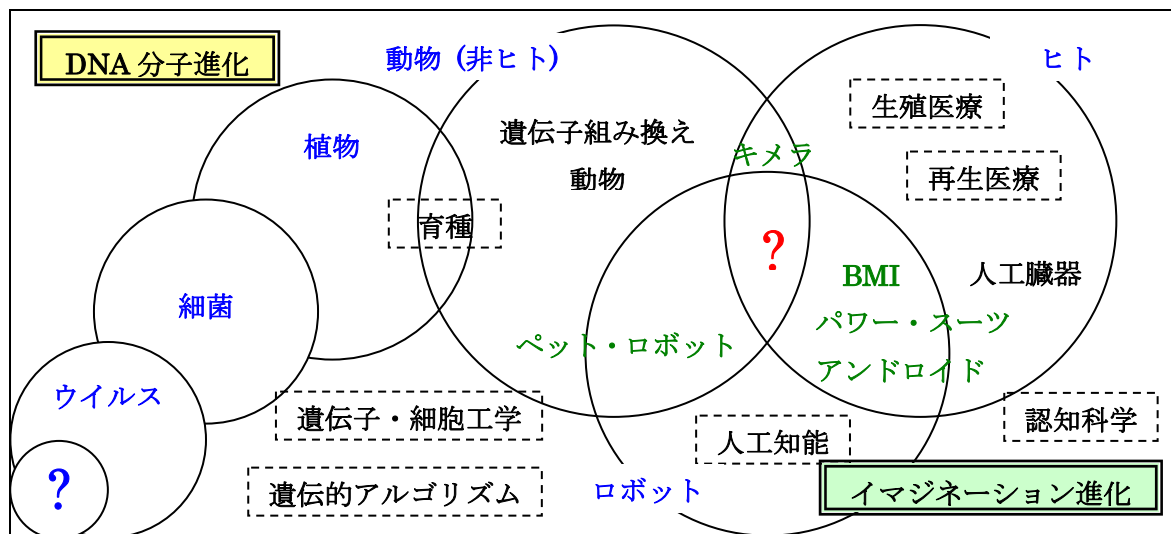 DNA 分子進化
動物 (非ヒト)
ヒト
生殖医療
植物
遺伝子組み換え
動物
キメラ
再生医療
育種
?
BMI
人工臓器
細菌
パワー・スーツ
ペット・ロボット
アンドロイド
ウイルス
遺伝子・細胞工学
人工知能
認知科学
?
遺伝的アルゴリズム
ロボット
イマジネーション進化